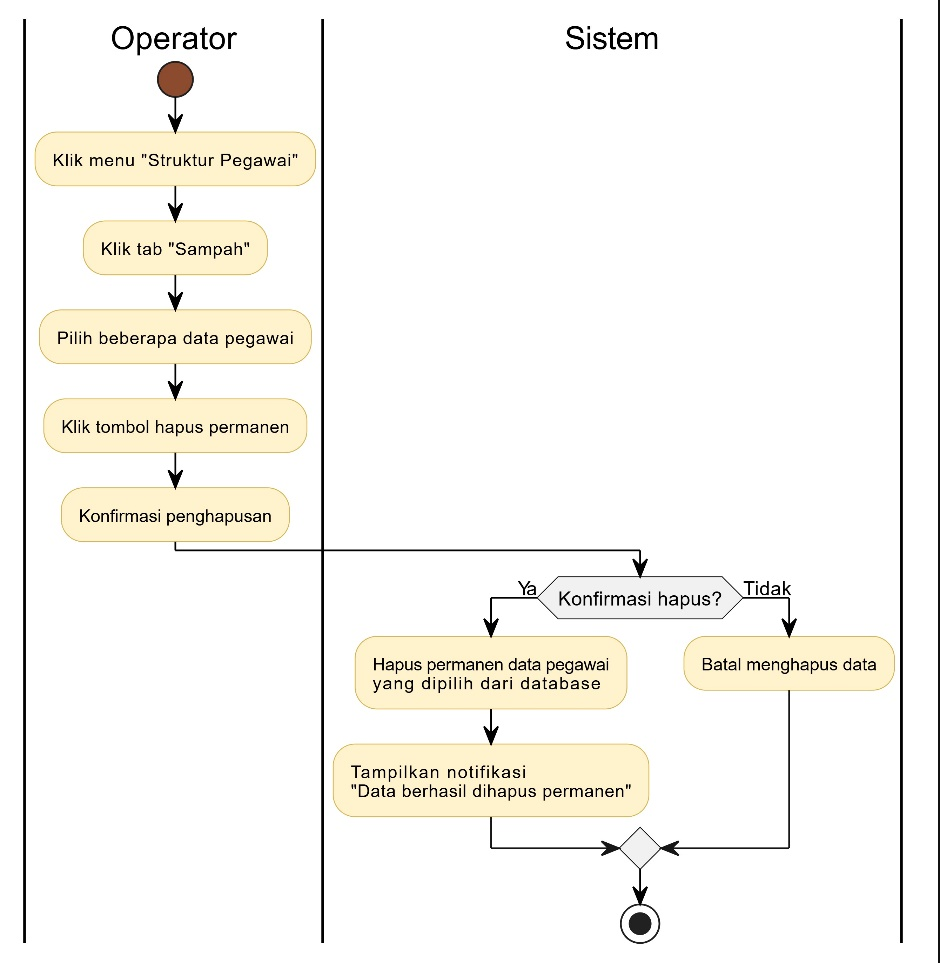 Operator
Sistem
Klik menu "Struktur Pegawai"
Klik tab "Sampah"
Pilih beberapa data pegawai
Klik tombol hapus permanen
Konfirmasi penghapusan
Ya
Konfirmasi hapus?
Tidak
Hapus permanen data pegawai
yang dipilih dari database
Batal menghapus data
Tampilkan notifikasi
"Data berhasil dihapus permanen"